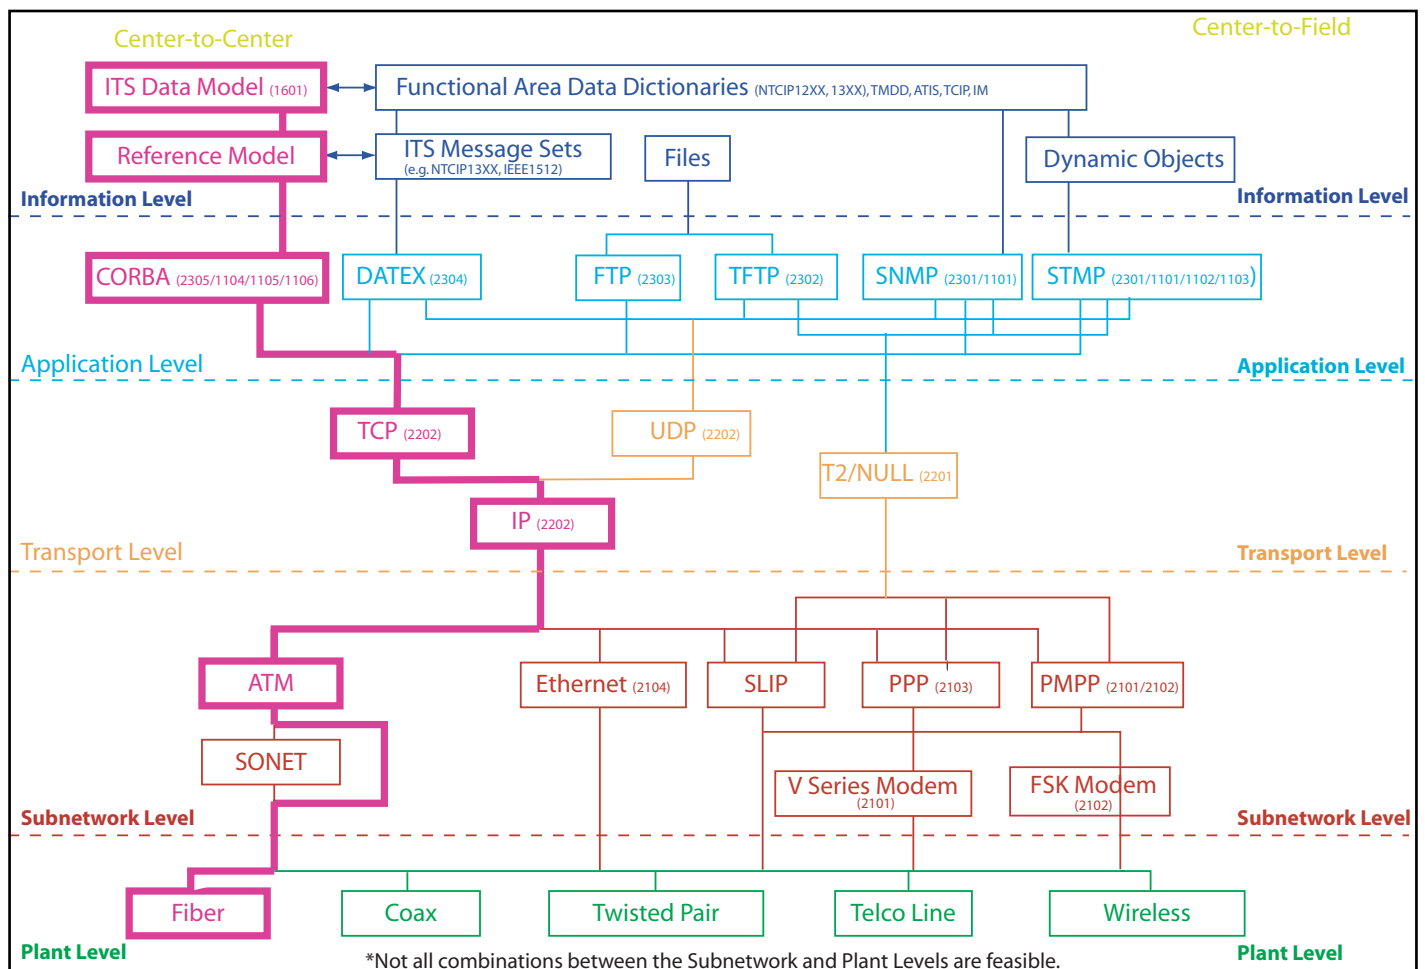 Center-to-Center
Center-to-Field
ITS Data Model (1601)
Functional Area Data Dictionaries (NTCIP12XX, 13XX), TMDD, ATIS, TCIP, IM
Reference Model
ITS Message Sets
(e.g. NTCIP13XX, IEEE1512)
Files
Dynamic Objects
Information Level
Information Level
CORBA (2305/1104/1105/1106)
DATEX (2304)
FTP (2303)
TFTP (2302)
SNMP (2301/1101)
STMP (2301/1101/1102/1103)
Application Level
Application Level
TCP (2202)
UDP (2202)
T2/NULL (2201
IP (2202)
Transport Level
Transport Level
ATM
Ethernet (2104)
SLIP
PPP (2103)
PMPP (2101/2102)
SONET
V Series Modem
(2101)
FSK Modem
(2102)
Subnetwork Level
Subnetwork Level
Fiber
Coax
Twisted Pair
Telco Line
Wireless
Plant Level
Plant Level
*Not all combinations between the Subnetwork and Plant Levels are feasible.